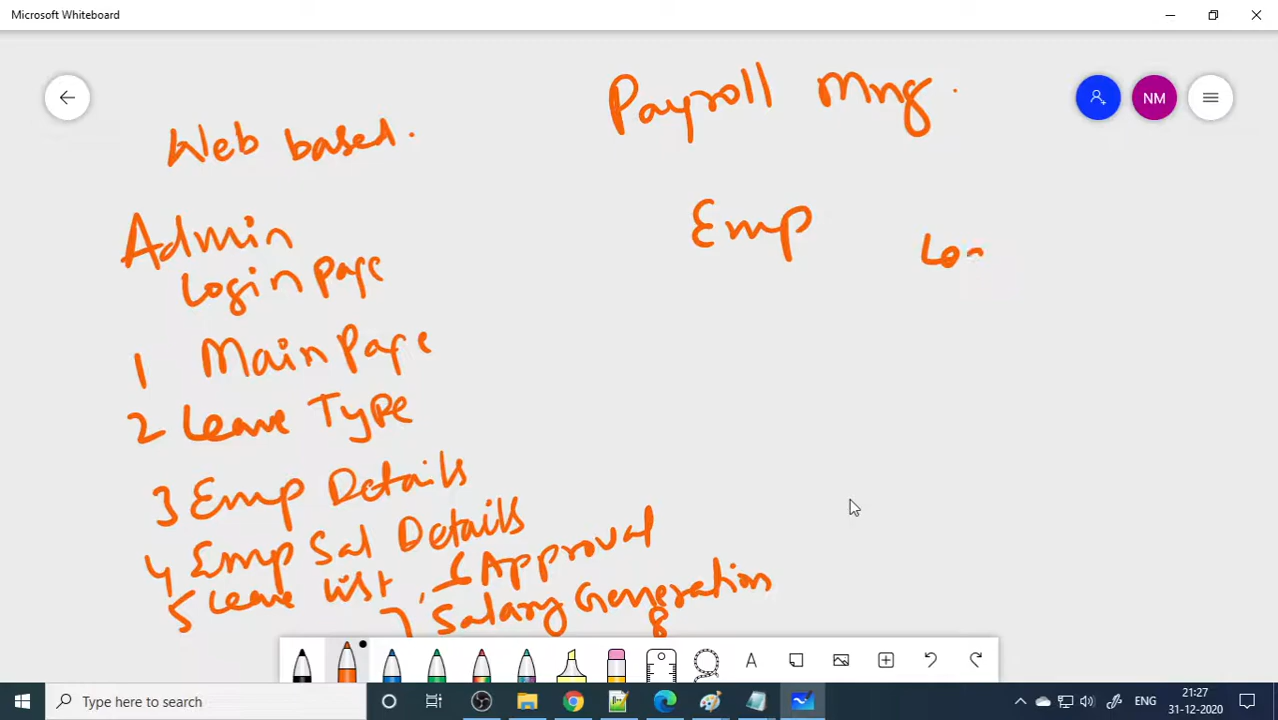 Microsoft Whiteboard
Payroll Mng.
NM
Web based.
Admin
Emp
Login page
1 Main Page
2 Leave Type
3 Emp Details
4 Emp Sal Details
5 Leave List
Approval
7 Salary Generation
8
A
Type here to search
ENG
21:27
31-12-2020